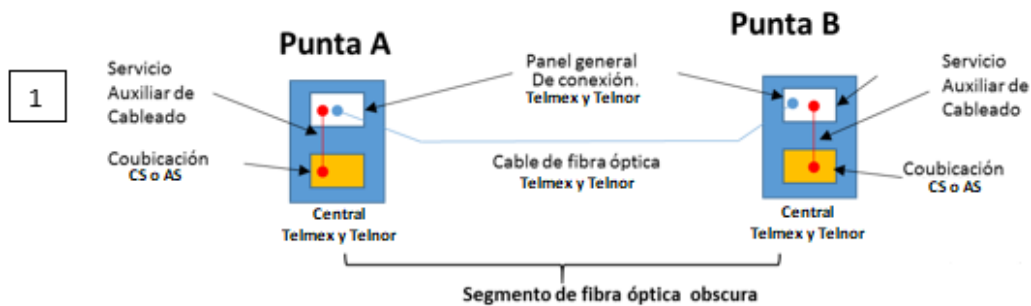 Punta A
Punta B
1
Servicio
Auxiliar de
Cableado
Panel general
De conexión.
Telmex y Telnor
Servicio
Auxiliar de
Cableado
Coubicación
CS o AS
Cable de fibra óptica
Telmex y Telnor
Coubicación
CS o AS
Central
Telmex y Telnor
Central
Telmex y Telnor
Segmento de fibra óptica obscura